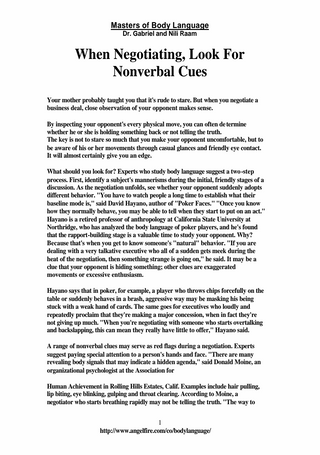 Masters of Body Language
Dr. Gabriel and Nili Raam
When Negotiating, Look For
Nonverbal Cues
Your mother probably taught you that it's rude to stare. But when you negotiate a
business deal, close observation of your opponent makes sense.
By inspecting your opponent's every physical move, you can often determine
whether he or she is holding something back or not telling the truth.
The key is not to stare so much that you make your opponent uncomfortable, but to
be aware of his or her movements through casual glances and friendly eye contact.
It will almost certainly give you an edge.
What should you look for? Experts who study body language suggest a two-step
process. First, identify a subject's mannerisms during the initial, friendly stages of a
discussion. As the negotiation unfolds, see whether your opponent suddenly adopts
different behavior. "You have to watch people a long time to establish what their
baseline mode is," said David Hayano, author of "Poker Faces." "Once you know
how they normally behave, you may be able to tell when they start to put on an act."
Hayano is a retired professor of anthropology at California State University at
Northridge, who has analyzed the body language of poker players, and he's found
that the rapport-building stage is a valuable time to study your opponent. Why?
Because that's when you get to know someone's "natural" behavior. "If you are
dealing with a very talkative executive who all of a sudden gets meek during the
heat of the negotiation, then something strange is going on," he said. It may be a
clue that your opponent is hiding something; other clues are exaggerated
movements or excessive enthusiasm.
Hayano says that in poker, for example, a player who throws chips forcefully on the
table or suddenly behaves in a brash, aggressive way may be masking his being
stuck with a weak hand of cards. The same goes for executives who loudly and
repeatedly proclaim that they're making a major concession, when in fact they're
not giving up much. "When you're negotiating with someone who starts overtalking
and backslapping, this can mean they really have little to offer," Hayano said.
A range of nonverbal clues may serve as red flags during a negotiation. Experts
suggest paying special attention to a person's hands and face. "There are many
revealing body signals that may indicate a hidden agenda," said Donald Moine, an
organizational psychologist at the Association for
Human Achievement in Rolling Hills Estates, Calif. Examples include hair pulling,
lip biting, eye blinking, gulping and throat clearing. According to Moine, a
negotiator who starts breathing rapidly may not be telling the truth. "The way to
1
http://www.angelfire.com/co/bodylanguage/